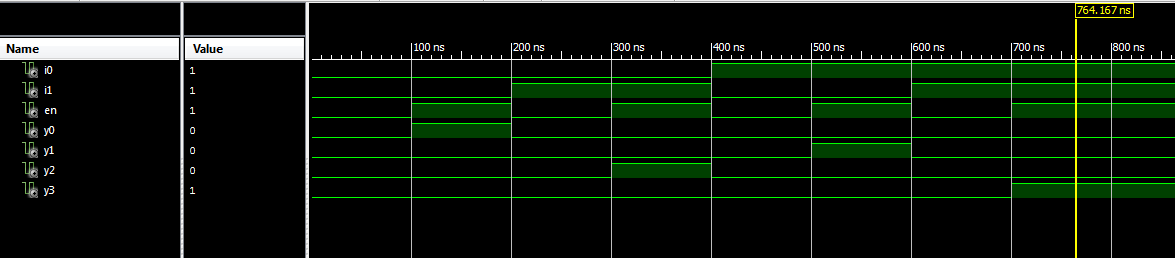 764.167 ns
Name Value
100 ns 200 ns 300 ns 400 ns 500 ns 600 ns 700 ns 800 ns
i0 1
i1 1
en 1
y0 0
y1 0
y2 0
y3 1